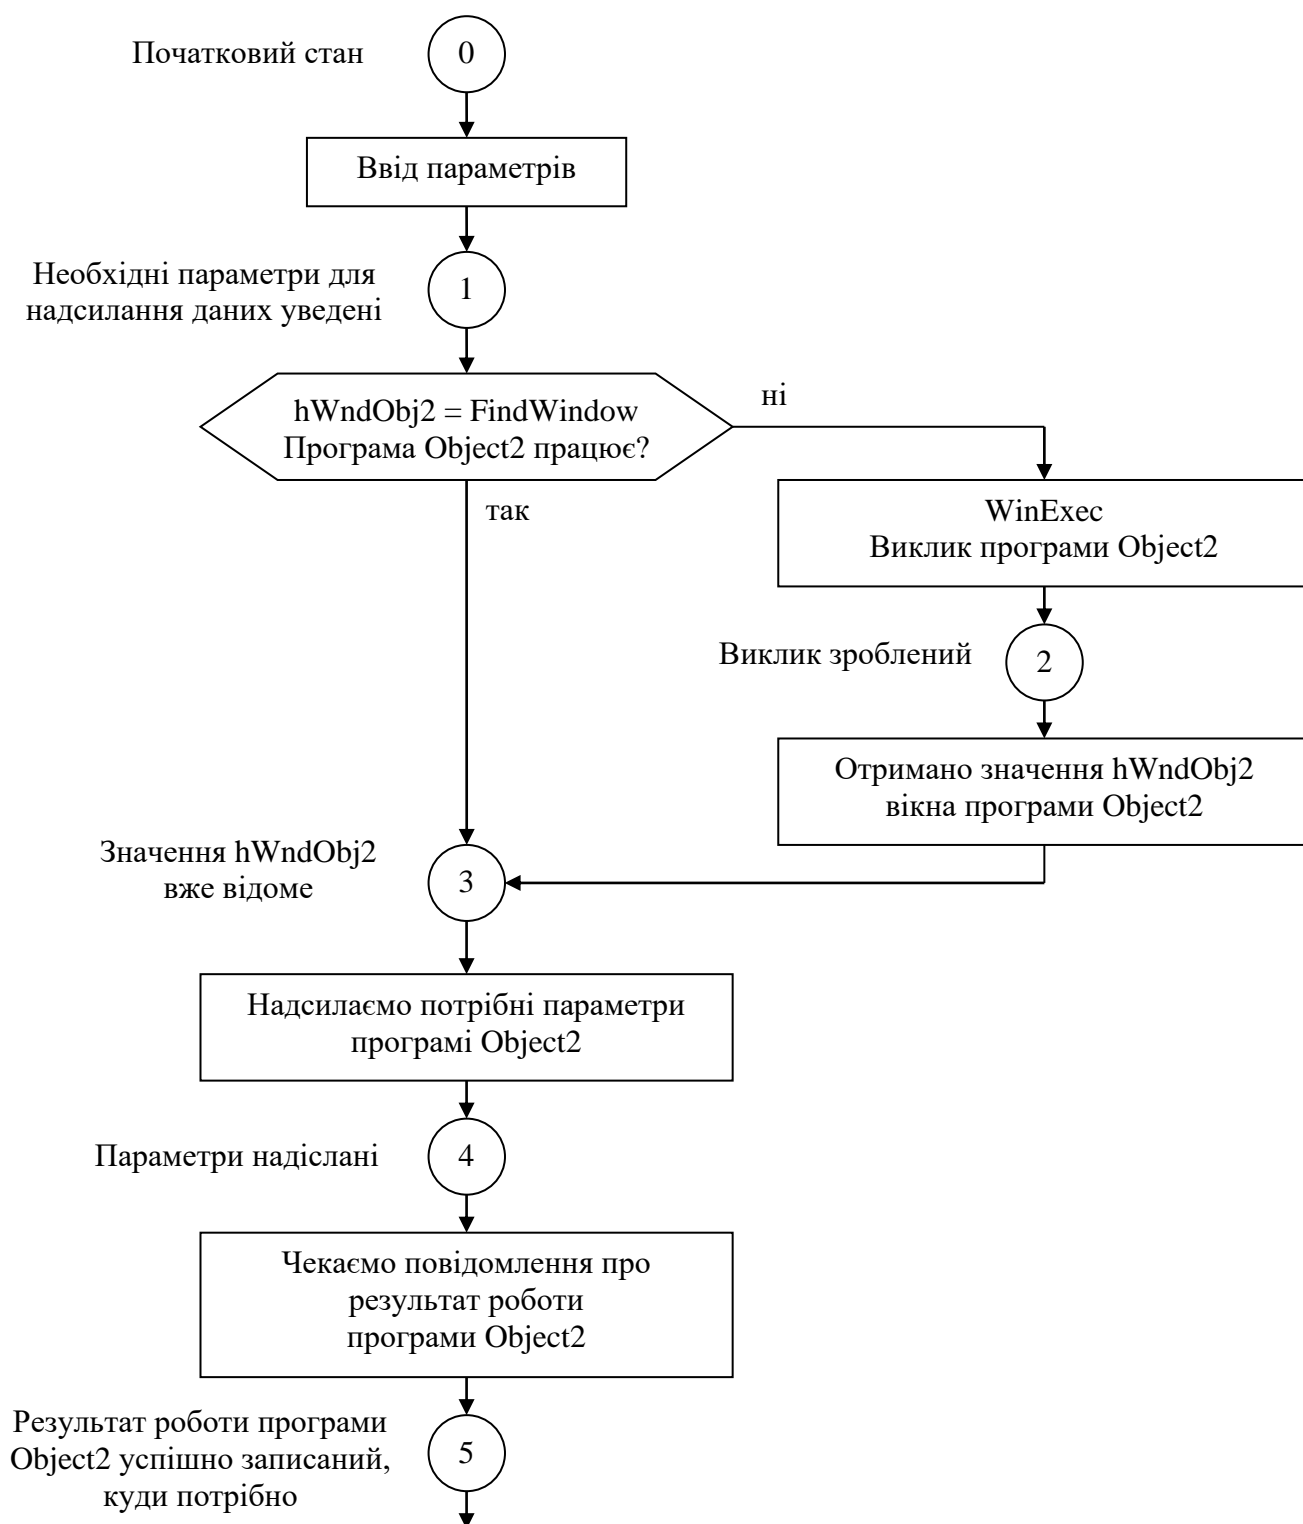 Початковий стан
0
Ввід параметрів
Необхідні параметри для
надсилання даних уведені
1
hWndObj2 = FindWindow
Програма Object2 працює?
ні
так
WinExec
Виклик програми Object2
Виклик зроблений
2
Отримано значення hWndObj2
вікна програми Object2
Значення hWndObj2
вже відоме
3
Надсилаємо потрібні параметри
програмі Object2
Параметри надіслані
4
Чекаємо повідомлення про
результат роботи
програми Object2
Результат роботи програми
Object2 успішно записаний,
куди потрібно
5